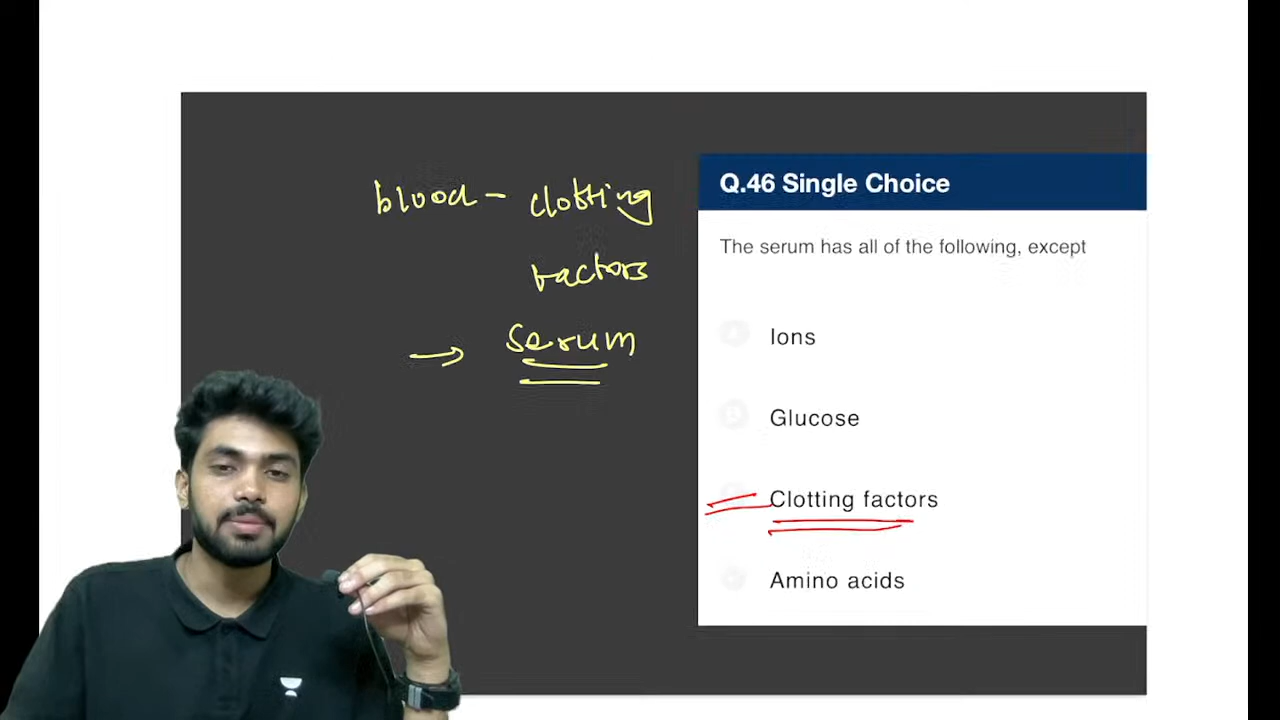 blood - clotting
factors
→ serum
Q.46 Single Choice
The serum has all of the following, except
Ions
Glucose
Clotting factors
Amino acids